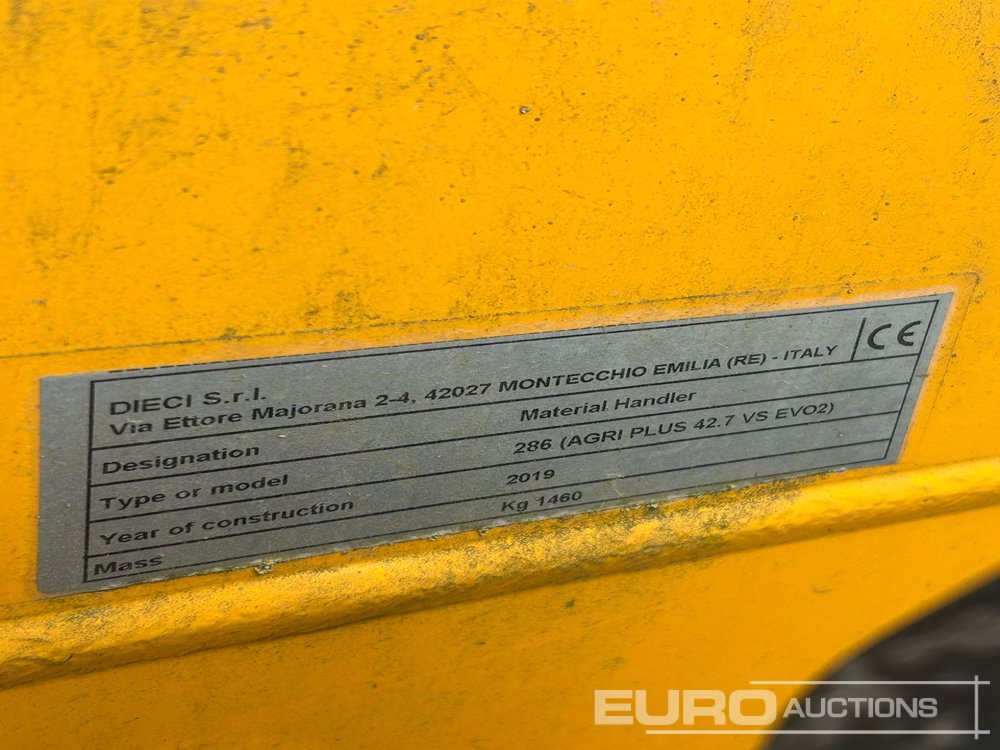 DIECI S.r.l.
Via Ettore Majorana 2-4, 42027 MONTECCHIO EMILIA (RE) - ITALY
CE
Designation Material Handler
Type or model 286 (AGRI PLUS 42.7 VS EVO2)
Year of construction 2019
Mass Kg 1460
EURO AUCTIONS